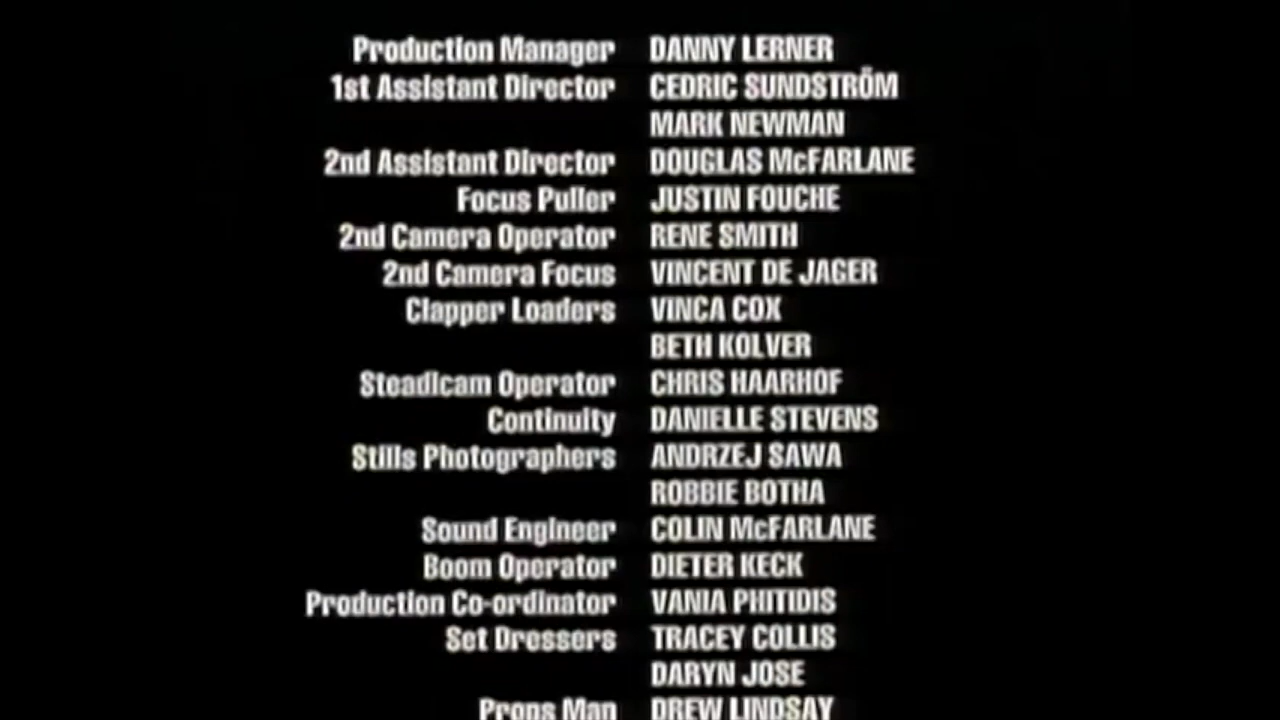 Production Manager DANNY LERNER
1st Assistant Director CEDRIC SUNDSTRÖM
MARK NEWMAN
2nd Assistant Director DOUGLAS McFARLANE
Focus Puller JUSTIN FOUCHE
2nd Camera Operator RENE SMITH
2nd Camera Focus VINCENT DE JAGER
Clapper Loaders VINCA COX
BETH KOLVER
Steadicam Operator CHRIS HAARHOF
Continuity DANIELLE STEVENS
Stills Photographers ANDRZEJ SAWA
ROBBIE BOTHA
Sound Engineer COLIN McFARLANE
Boom Operator DIETER KECK
Production Co-ordinator VANIA PHITIDIS
Set Dressers TRACEY COLLIS
DARYN JOSE
Props Man DREW LINDSAY